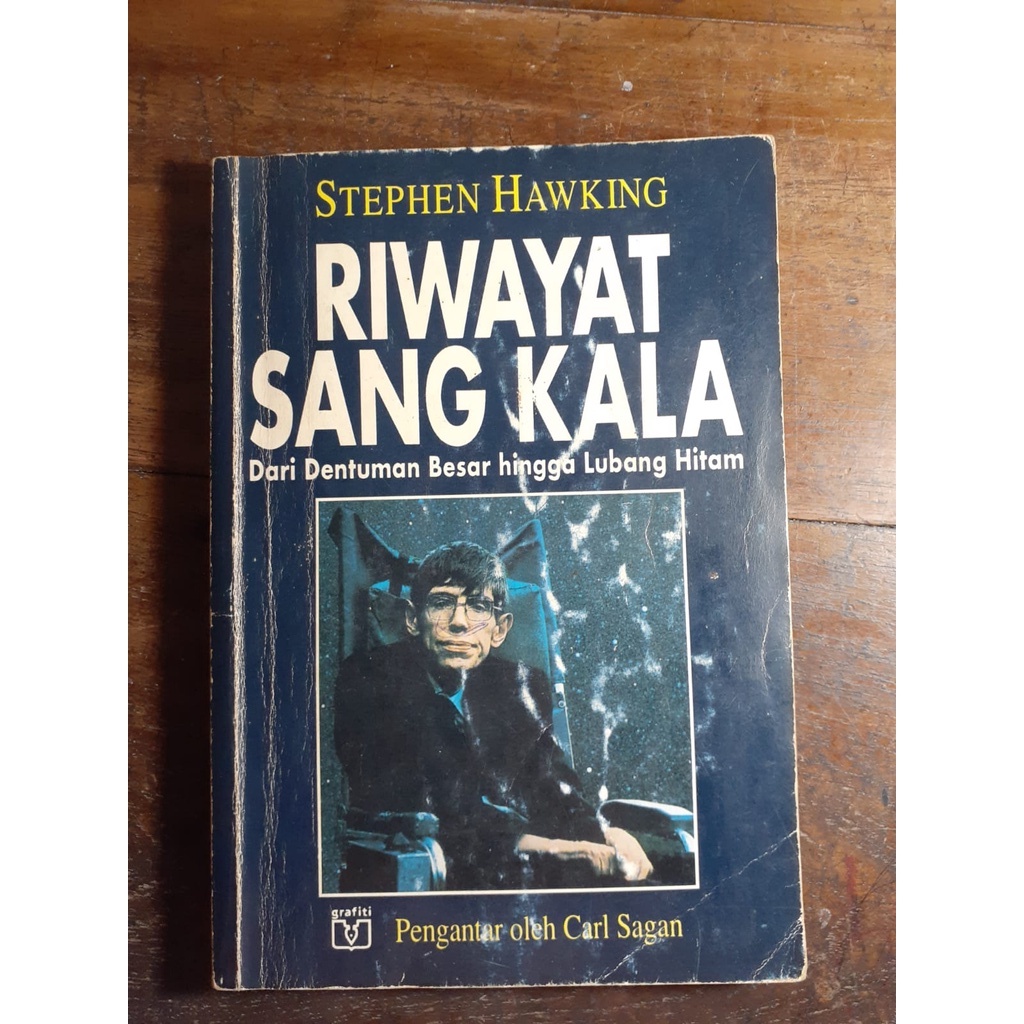 STEPHEN HAWKING
RIWAYAT
SANG KALA
Dari Dentuman Besar hingga Lubang Hitam
grafiti
Pengantar oleh Carl Sagan